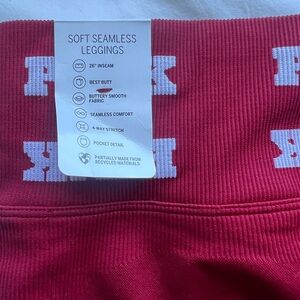 SOFT SEAMLESS
LEGGINGS
26" INSEAM
BEST BUTT
BUTTERY SMOOTH
FABRIC
SEAMLESS COMFORT
4-WAY STRETCH
POCKET DETAIL
PARTIALLY MADE FROM
RECYCLED MATERIALS